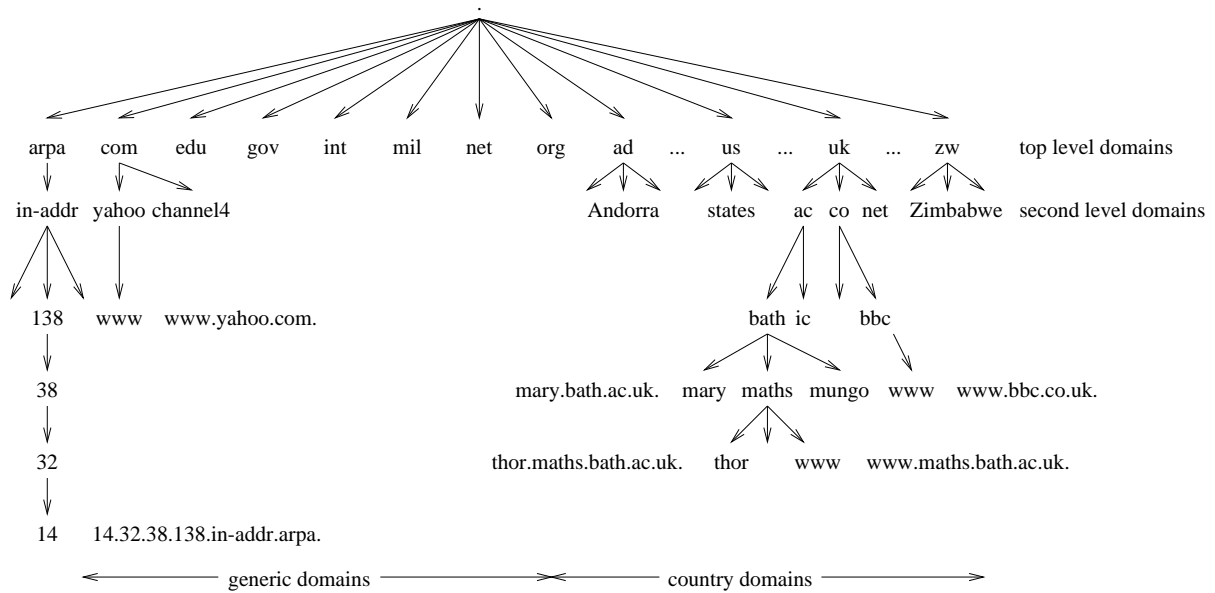 .
arpa com edu gov int mil net org ad ... us ... uk ... zw top level domains
in-addr yahoo channel4 Andorra states ac co net Zimbabwe second level domains
138 www www.yahoo.com. bath ic bbc
38 mary.bath.ac.uk. mary maths mungo www www.bbc.co.uk.
32 thor.maths.bath.ac.uk. thor www www.maths.bath.ac.uk.
14 14.32.38.138.in-addr.arpa.
generic domains country domains